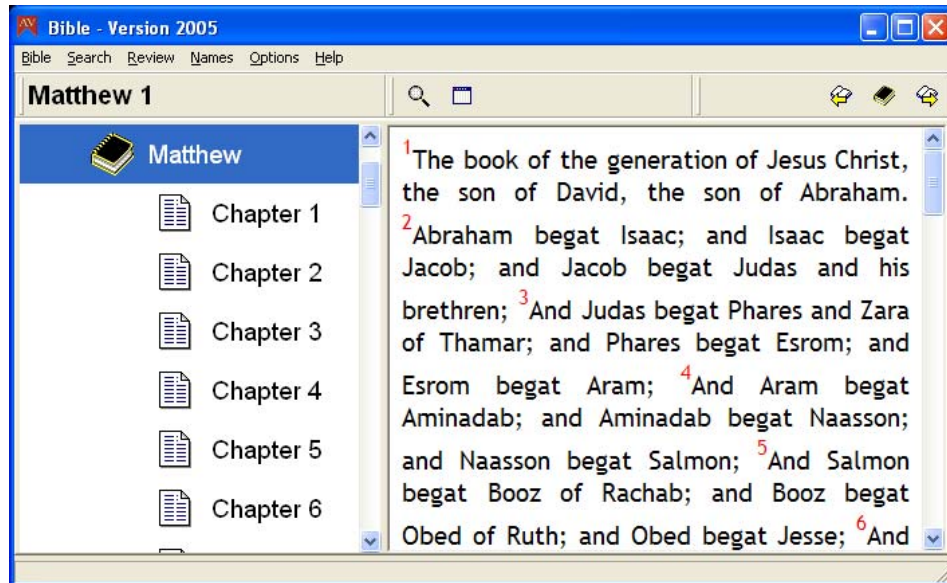 AV Bible - Version 2005
Bible Search Review Names Options Help
Matthew 1
Matthew
Chapter 1
Chapter 2
Chapter 3
Chapter 4
Chapter 5
Chapter 6
1The book of the generation of Jesus Christ,
the son of David, the son of Abraham.
2Abraham begat Isaac; and Isaac begat
Jacob; and Jacob begat Judas and his
brethren; 3And Judas begat Phares and Zara
of Thamar; and Phares begat Esrom; and
Esrom begat Aram; 4And Aram begat
Aminadab; and Aminadab begat Naasson;
and Naasson begat Salmon; 5And Salmon
begat Booz of Rachab; and Booz begat
Obed of Ruth; and Obed begat Jesse; 6And